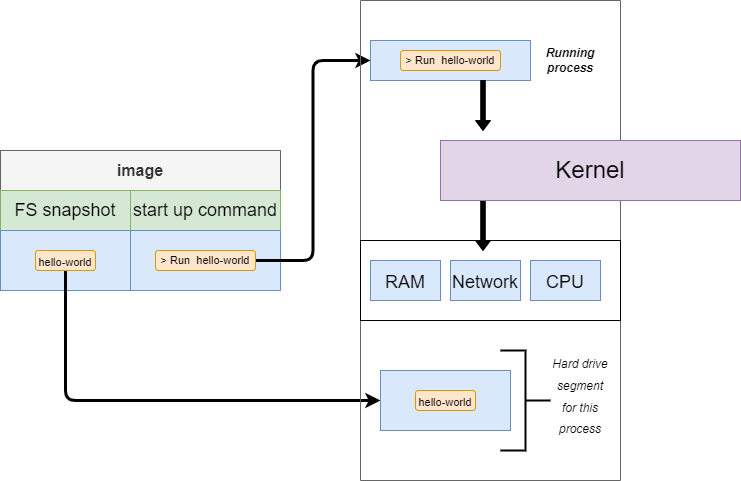 > Run hello-world
Running
process
Kernel
image
FS snapshot
start up command
hello-world
> Run hello-world
RAM
Network
CPU
hello-world
Hard drive
segment
for this
process